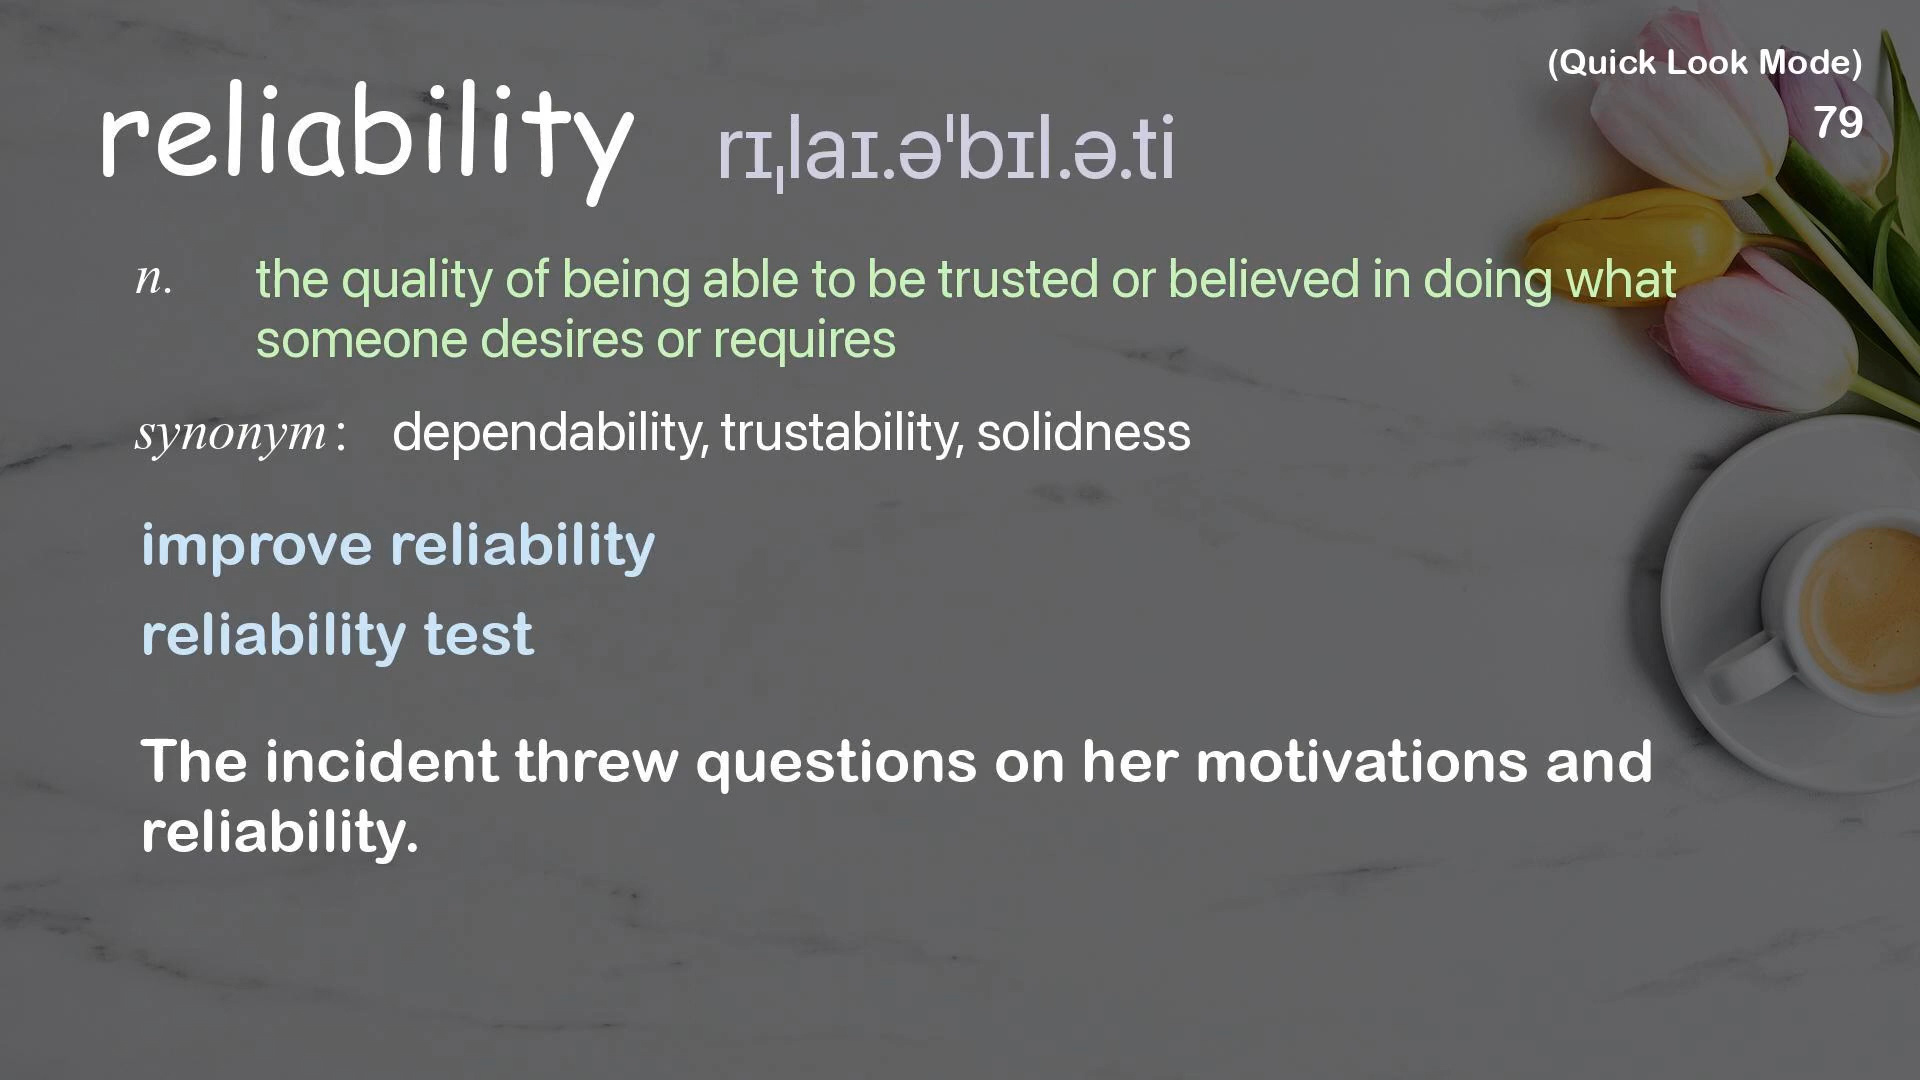 (Quick Look Mode)
79
reliability rɪˌlaɪ.əˈbɪl.ə.ti
n. the quality of being able to be trusted or believed in doing what
someone desires or requires
synonym: dependability, trustability, solidness
improve reliability
reliability test
The incident threw questions on her motivations and
reliability.